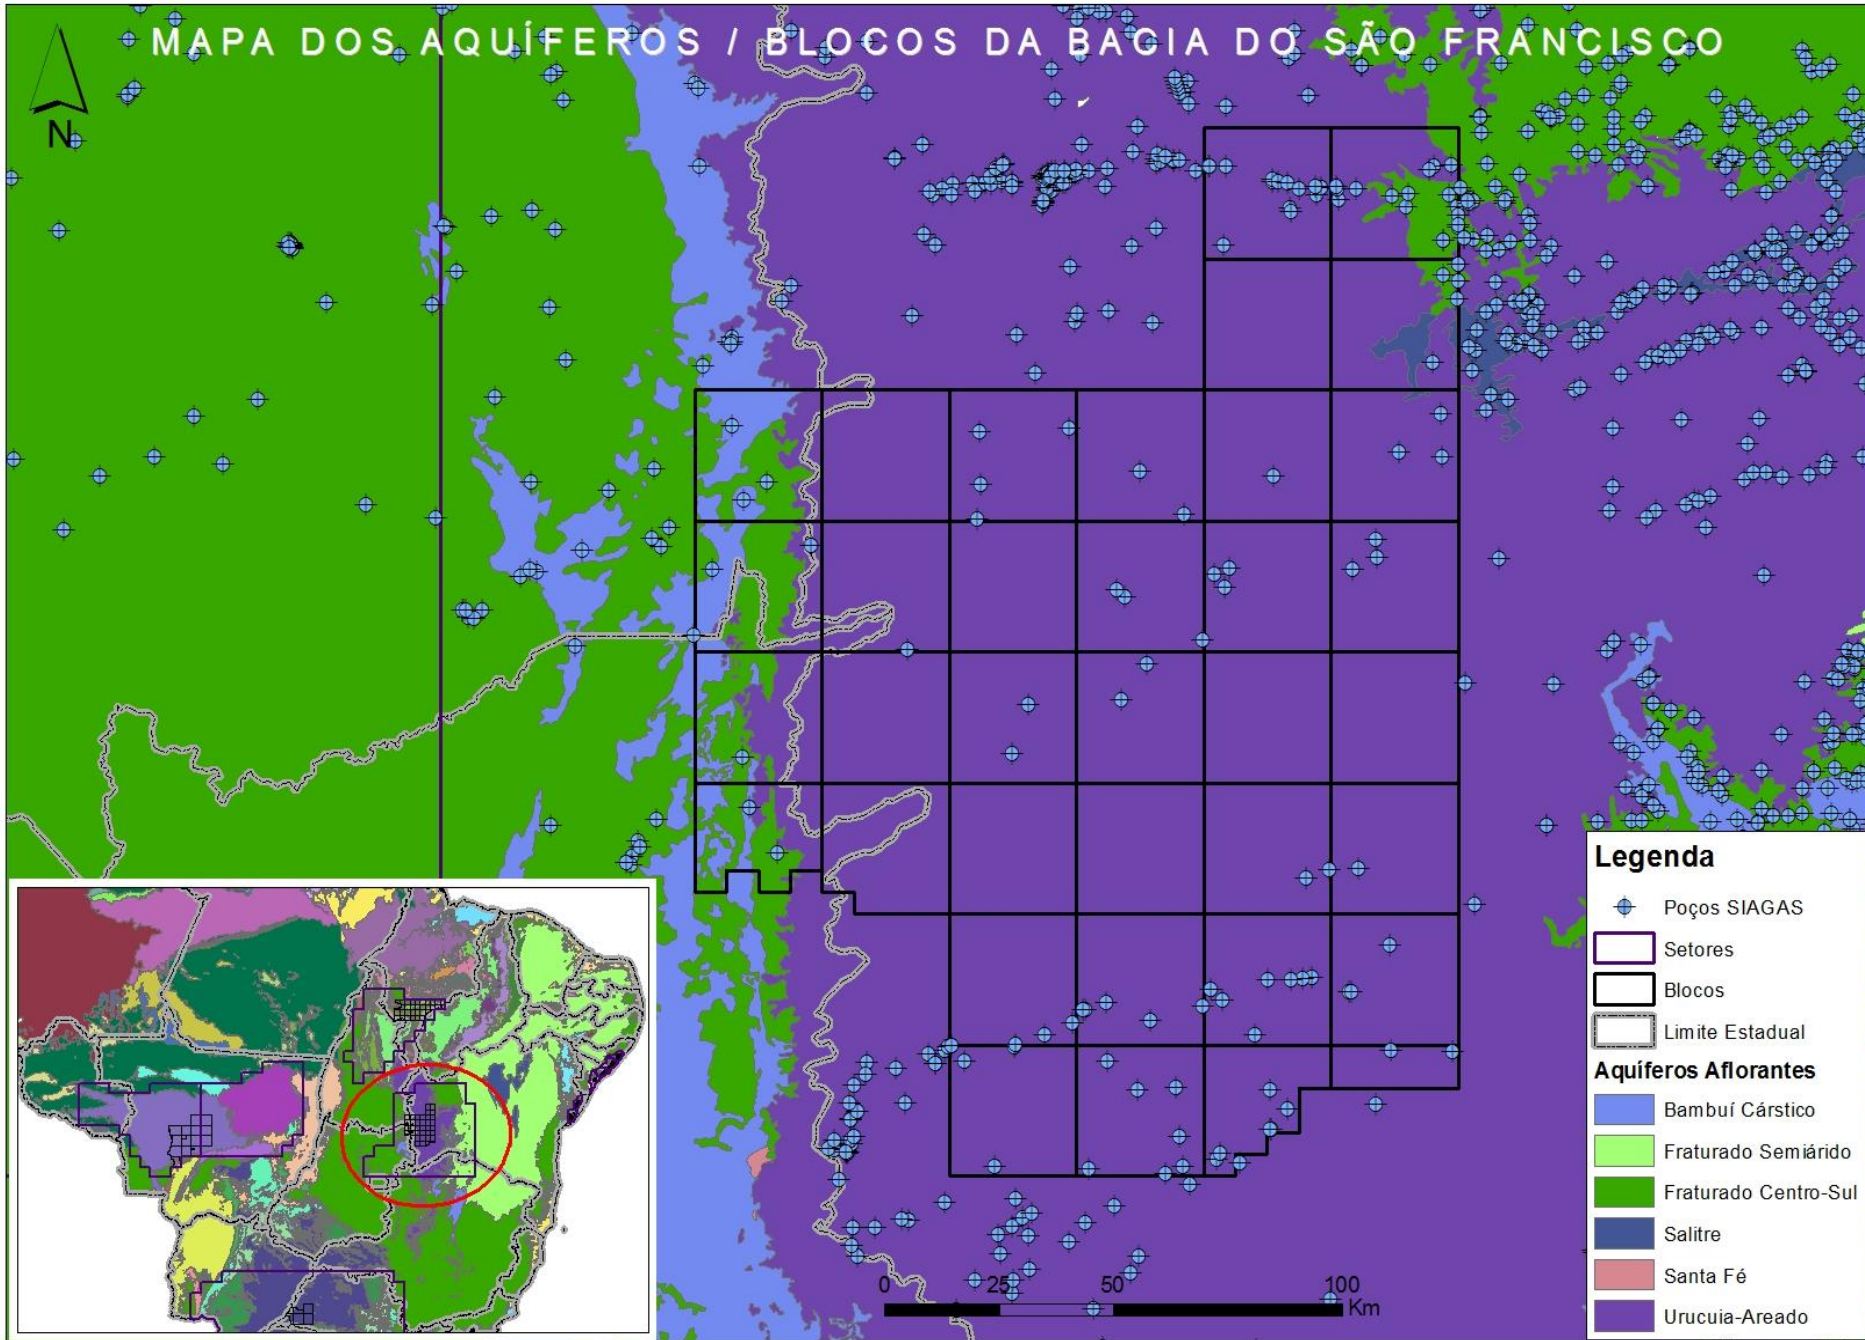 MAPA DOS AQUÍFEROS / BLOCOS DA BACIA DO SÃO FRANCISCO
N
Legenda
Poços SIAGAS
Setores
Blocos
Limite Estadual
Aquíferos Aflorantes
Bambuí Cárstico
Fraturado Semiárido
Fraturado Centro-Sul
Salitre
Santa Fé
Urucuia-Areado
0 25 50 100
Km